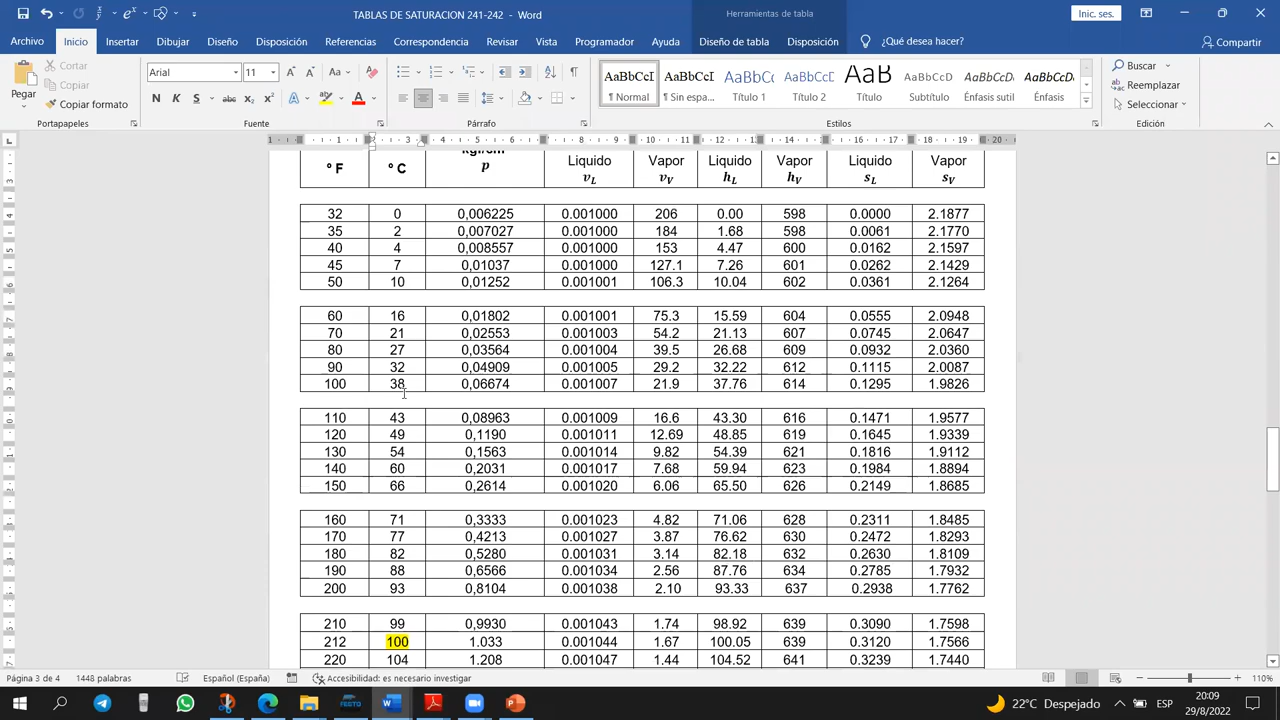 TABLAS DE SATURACION 241-242 - Word
Herramientas de tabla
Inic. ses.
Archivo Inicio Insertar Dibujar Diseño Disposición Referencias Correspondencia Revisar Vista Programador Ayuda Diseño de tabla Disposición ¿Qué desea hacer? Compartir
Pegar
Cortar
Copiar
Copiar formato
Arial 11
N K S abc x₂ x²
AaBbCcD AaBbCcD AaBbCc AaBbCcD AaB AaBbCcD AaBbCcD
¶ Normal ¶ Sin espa... Título 1 Título 2 Título Subtítulo Énfasis sutil Énfasis
Buscar
Reemplazar
Seleccionar
Portapapeles Fuente Párrafo Estilos Edición
º F º C p Liquido Vapor Liquido Vapor Liquido Vapor
v_L v_V h_L h_V s_L s_V
32 0 0,006225 0.001000 206 0.00 598 0.0000 2.1877
35 2 0,007027 0.001000 184 1.68 598 0.0061 2.1770
40 4 0,008557 0.001000 153 4.47 600 0.0162 2.1597
45 7 0,01037 0.001000 127.1 7.26 601 0.0262 2.1429
50 10 0,01252 0.001001 106.3 10.04 602 0.0361 2.1264
60 16 0,01802 0.001001 75.3 15.59 604 0.0555 2.0948
70 21 0,02553 0.001003 54.2 21.13 607 0.0745 2.0647
80 27 0,03564 0.001004 39.5 26.68 609 0.0932 2.0360
90 32 0,04909 0.001005 29.2 32.22 612 0.1115 2.0087
100 38 0,06674 0.001007 21.9 37.76 614 0.1295 1.9826
110 43 0,08963 0.001009 16.6 43.30 616 0.1471 1.9577
120 49 0,1190 0.001011 12.69 48.85 619 0.1645 1.9339
130 54 0,1563 0.001014 9.82 54.39 621 0.1816 1.9112
140 60 0,2031 0.001017 7.68 59.94 623 0.1984 1.8894
150 66 0,2614 0.001020 6.06 65.50 626 0.2149 1.8685
160 71 0,3333 0.001023 4.82 71.06 628 0.2311 1.8485
170 77 0,4213 0.001027 3.87 76.62 630 0.2472 1.8293
180 82 0,5280 0.001031 3.14 82.18 632 0.2630 1.8109
190 88 0,6566 0.001034 2.56 87.76 634 0.2785 1.7932
200 93 0,8104 0.001038 2.10 93.33 637 0.2938 1.7762
210 99 0,9930 0.001043 1.74 98.92 639 0.3090 1.7598
212 100 1.033 0.001044 1.67 100.05 639 0.3120 1.7566
220 104 1.208 0.001047 1.44 104.52 641 0.3239 1.7440
Página 3 de 4 1448 palabras Español (España) Accesibilidad: es necesario investigar 110%
22°C Despejado ESP 20:09
29/8/2022